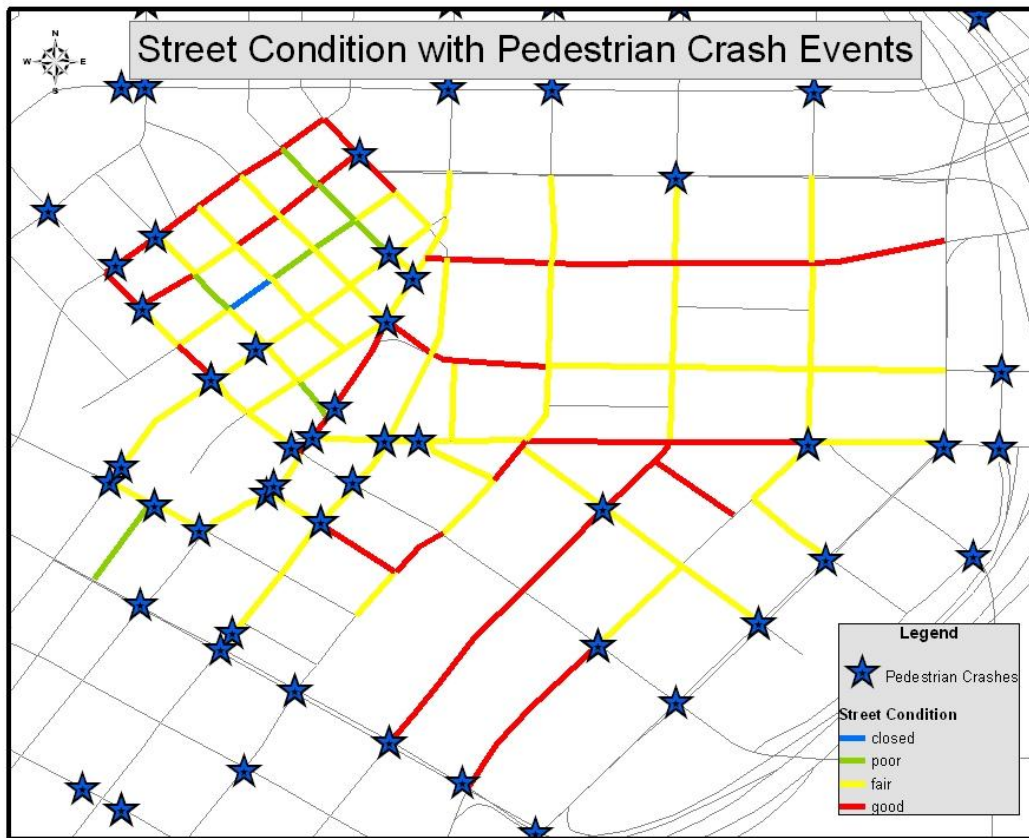 Street Condition with Pedestrian Crash Events
N
W E
S
Legend
Pedestrian Crashes
Street Condition
closed
poor
fair
good